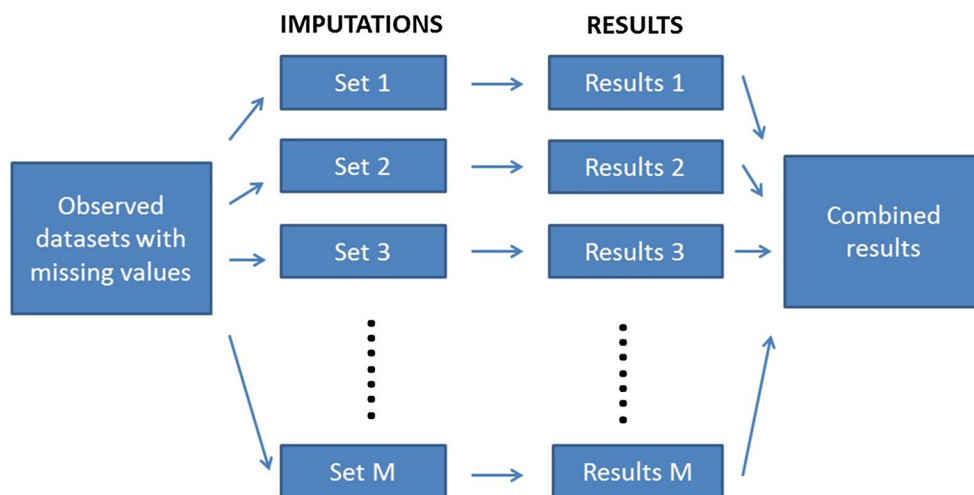 IMPUTATIONS
RESULTS
Set 1
Results 1
Set 2
Results 2
Observed
datasets with
missing values
Combined
results
Set 3
Results 3
Set M
Results M